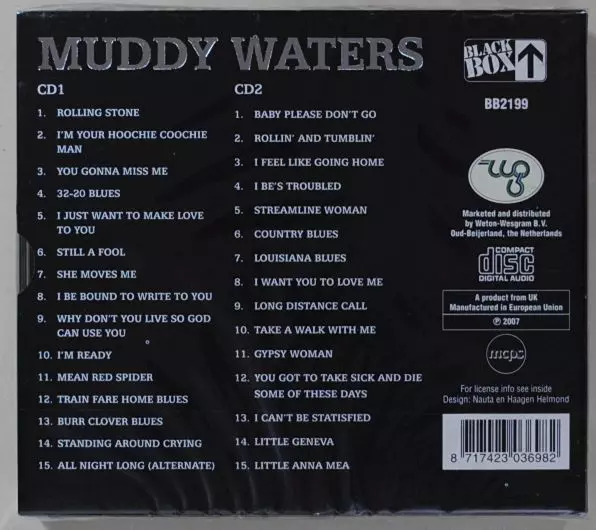 MUDDY WATERS
CD1
1. ROLLING STONE
2. I'M YOUR HOOCHIE COOCHIE
MAN
3. YOU GONNA MISS ME
4. 32-20 BLUES
5. I JUST WANT TO MAKE LOVE
TO YOU
6. STILL A FOOL
7. SHE MOVES ME
8. I BE BOUND TO WRITE TO YOU
9. WHY DON'T YOU LIVE SO GOD
CAN USE YOU
10. I'M READY
11. MEAN RED SPIDER
12. TRAIN FARE HOME BLUES
13. BURR CLOVER BLUES
14. STANDING AROUND CRYING
15. ALL NIGHT LONG (ALTERNATE)
CD2
1. BABY PLEASE DON'T GO
2. ROLLIN' AND TUMBLIN'
3. I FEEL LIKE GOING HOME
4. I BE'S TROUBLED
5. STREAMLINE WOMAN
6. COUNTRY BLUES
7. LOUISIANA BLUES
8. I WANT YOU TO LOVE ME
9. LONG DISTANCE CALL
10. TAKE A WALK WITH ME
11. GYPSY WOMAN
12. YOU GOT TO TAKE SICK AND DIE
SOME OF THESE DAYS
13. I CAN'T BE STATISFIED
14. LITTLE GENEVA
15. LITTLE ANNA MEA
BLACK
BOX
BB2199
Marketed and distributed
by Weton-Wesgram B.V.
Oud-Beijerland, the Netherlands
COMPACT
disc
DIGITAL AUDIO
A product from UK
Manufactured in European Union
℗ 2007
mcps
For license info see inside
Design: Nauta en Haagen Helmond
8 717423 036982